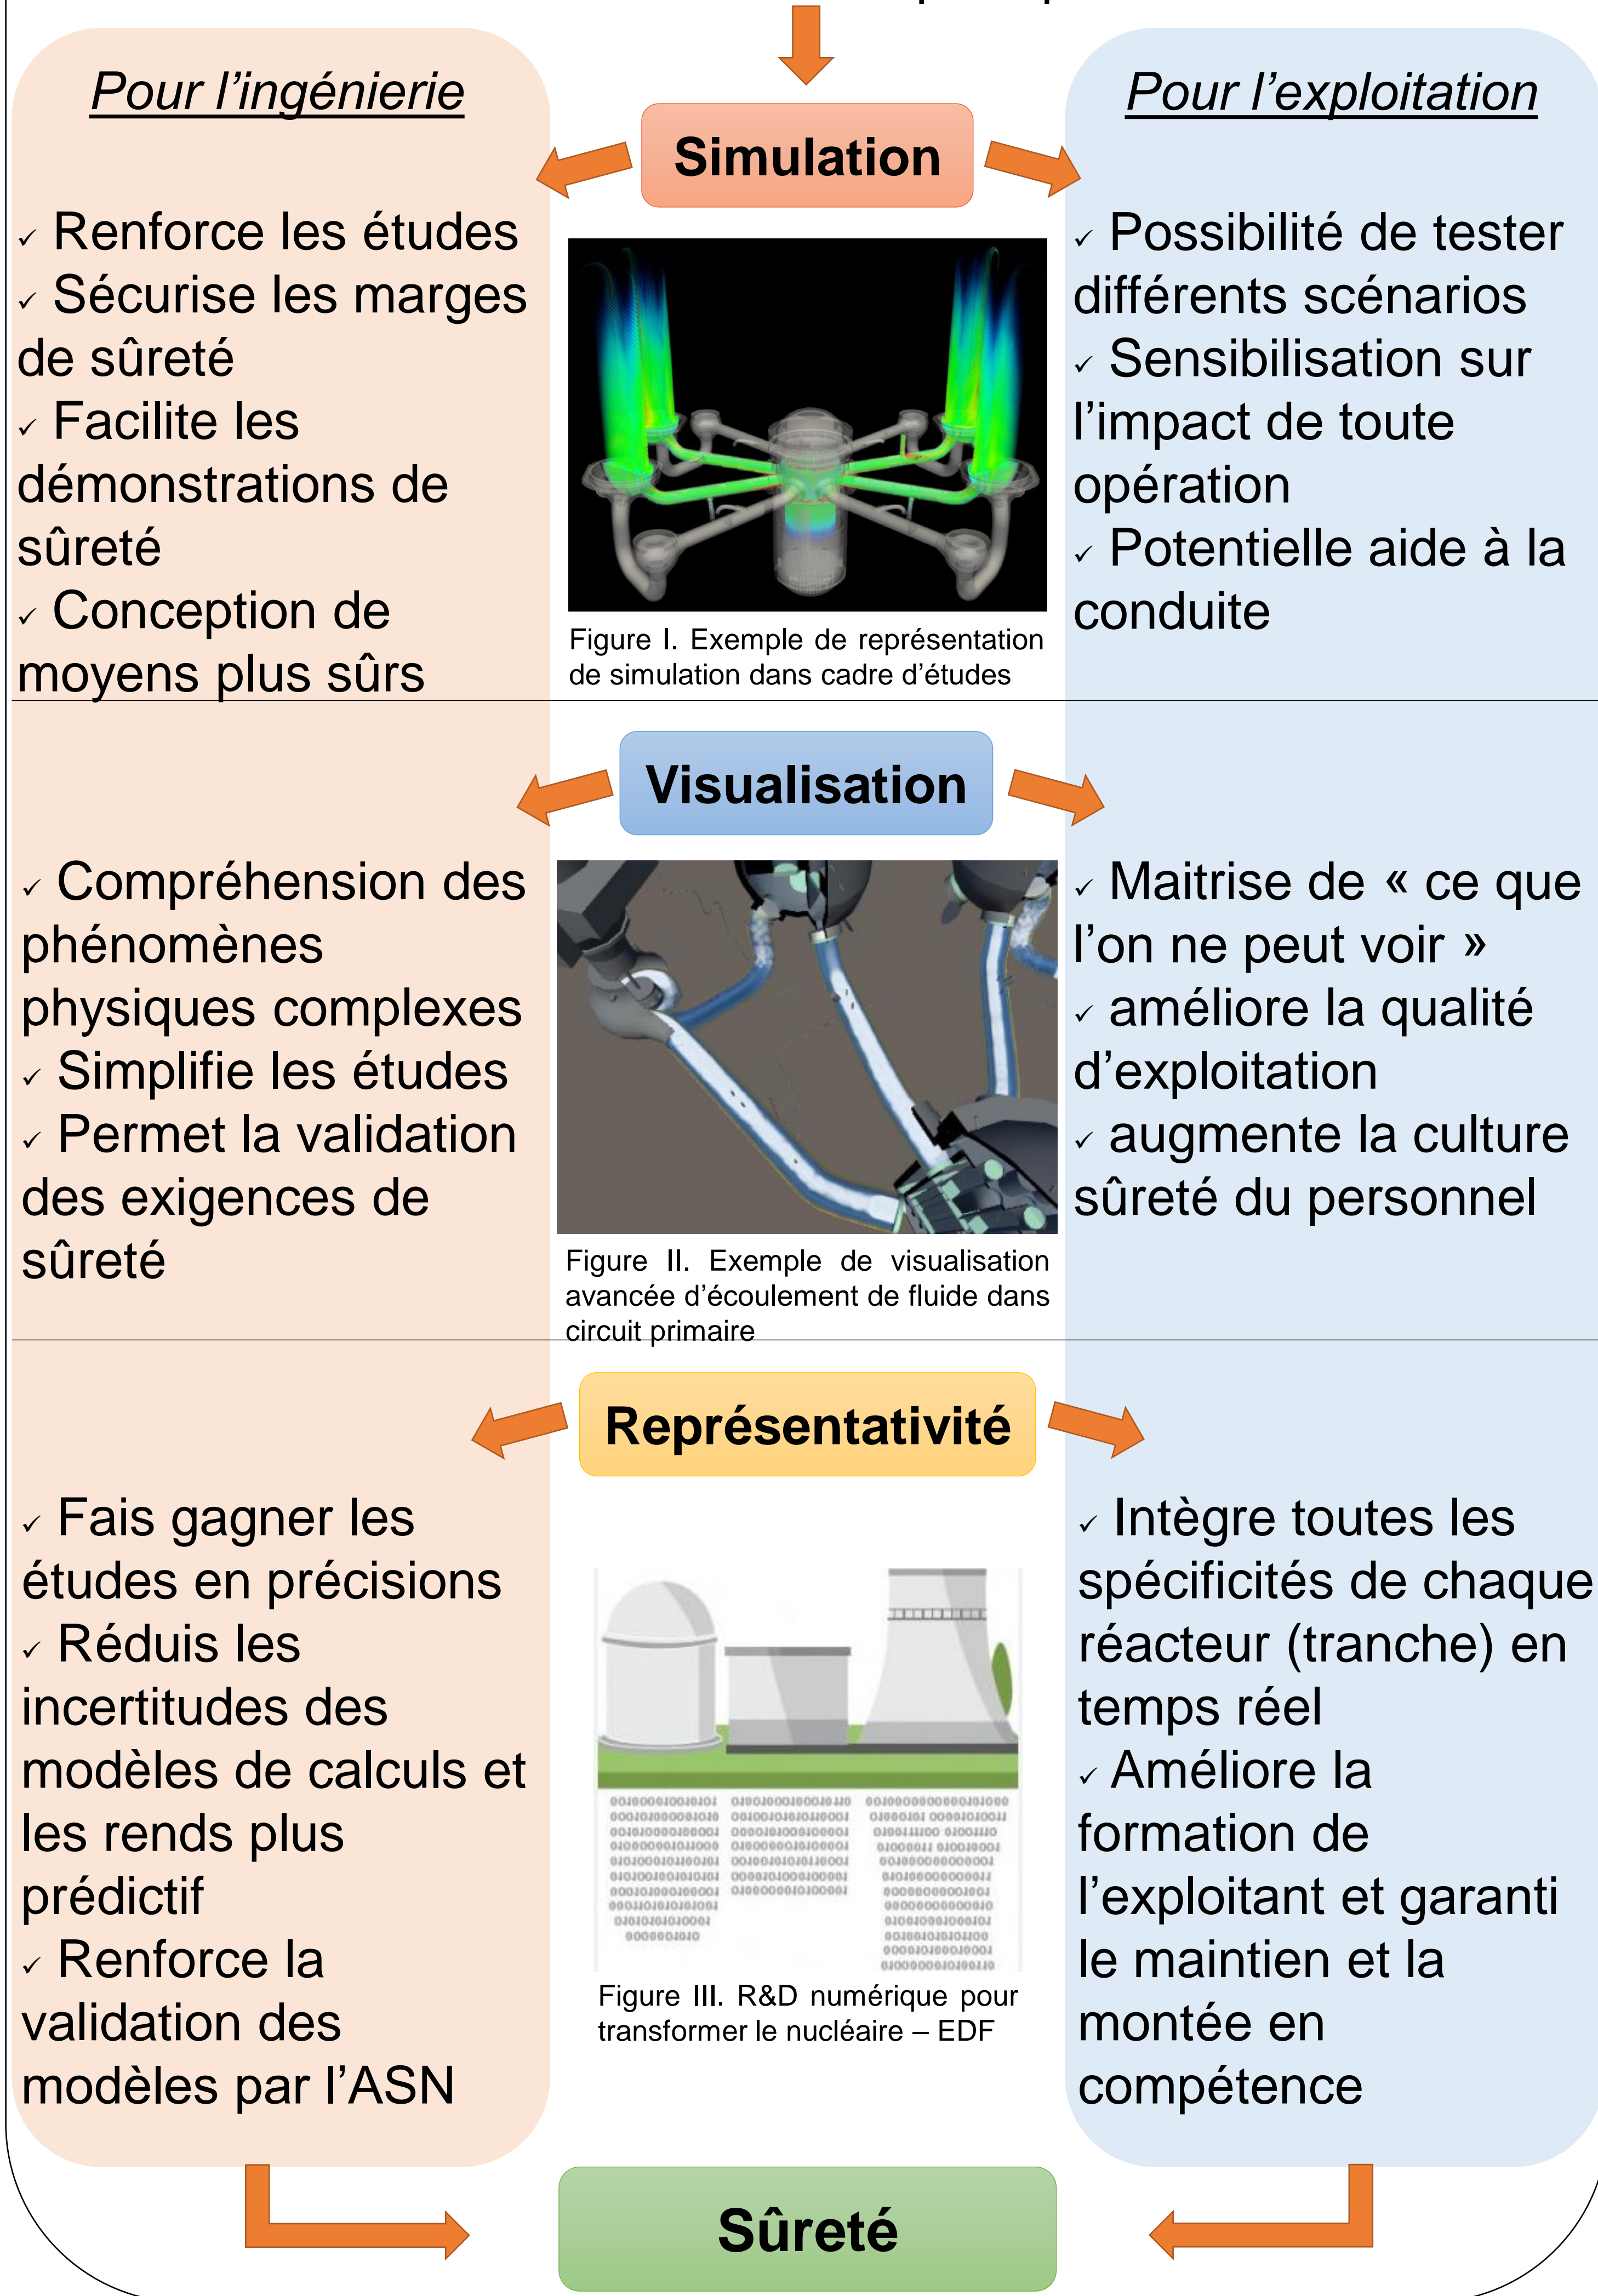 Pour l'ingénierie
Pour l'exploitation
Simulation
✓ Renforce les études
✓ Sécurise les marges
de sûreté
✓ Facilite les
démonstrations de
sûreté
✓ Conception de
moyens plus sûrs
Figure I. Exemple de représentation
de simulation dans cadre d'études
✓ Possibilité de tester
différents scénarios
✓ Sensibilisation sur
l'impact de toute
opération
✓ Potentielle aide à la
conduite
Visualisation
✓ Compréhension des
phénomènes
physiques complexes
✓ Simplifie les études
✓ Permet la validation
des exigences de
sûreté
Figure II. Exemple de visualisation
avancée d'écoulement de fluide dans
circuit primaire
✓ Maitrise de « ce que
l'on ne peut voir »
✓ améliore la qualité
d'exploitation
✓ augmente la culture
sûreté du personnel
Représentativité
✓ Fais gagner les
études en précisions
✓ Réduis les
incertitudes des
modèles de calculs et
les rends plus
prédictif
✓ Renforce la
validation des
modèles par l'ASN
Figure III. R&D numérique pour
transformer le nucléaire – EDF
✓ Intègre toutes les
spécificités de chaque
réacteur (tranche) en
temps réel
✓ Améliore la
formation de
l'exploitant et garanti
le maintien et la
montée en
compétence
Sûreté